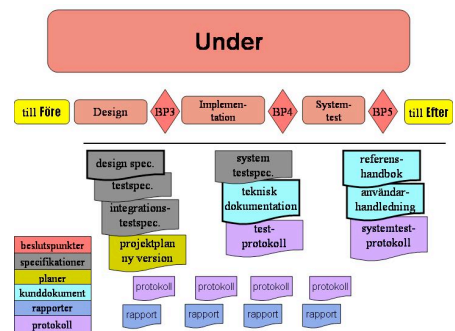 Under
till Före
Design
BP3
Implemen-
tation
BP4
System-
test
BP5
till Efter
design spec.
testspec.
integrations-
testspec.
projektplan
ny version
system
testspec.
teknisk
dokumentation
test-
protokoll
referens-
handbok
användar-
handledning
systemtest-
protokoll
beslutspunkter
specifikationer
planer
kunddokument
rapporter
protokoll
protokoll
protokoll
protokoll
protokoll
rapport
rapport
rapport
rapport